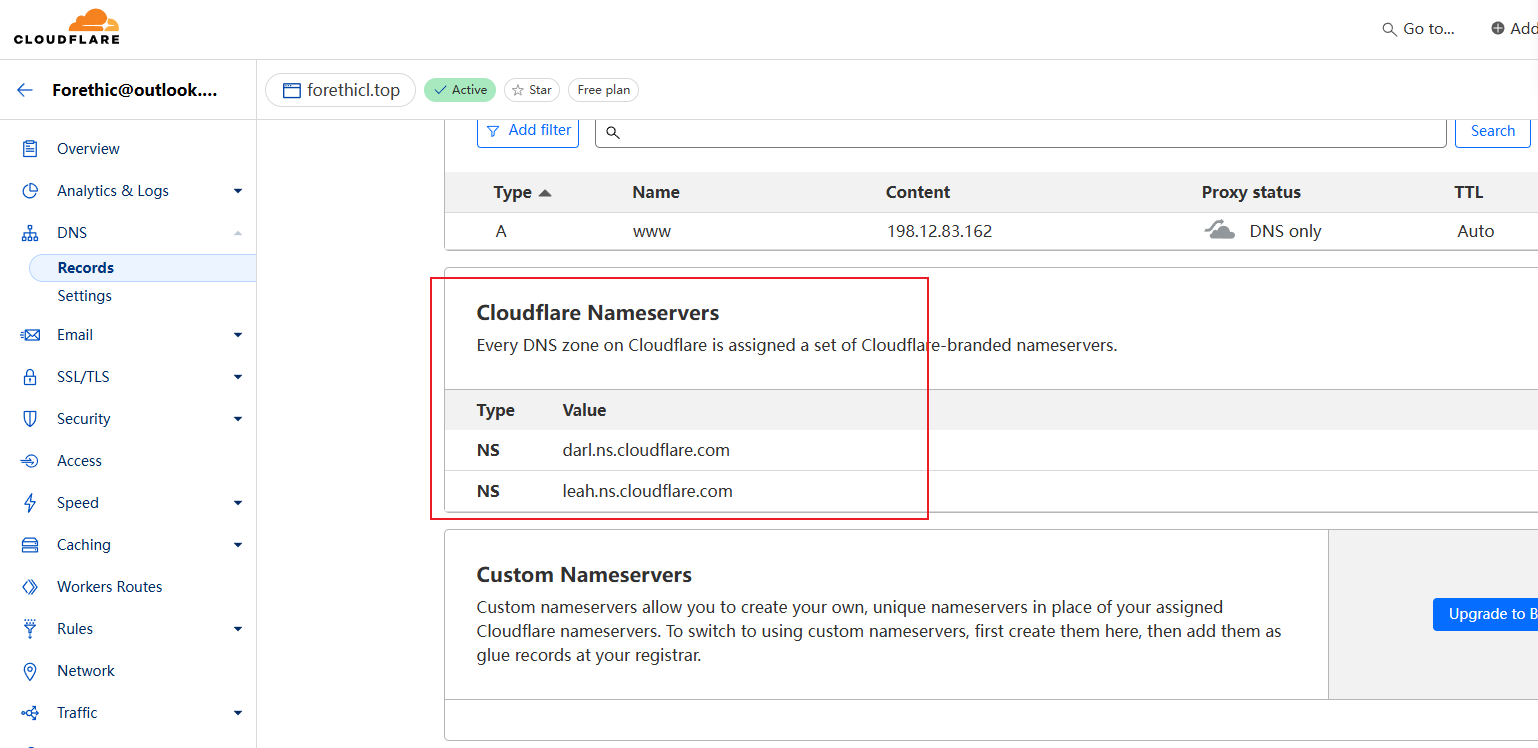 CLOUDFLARE
Go to...
Add
Forethic@outlook....
forethicl.top
Active
Star
Free plan
Overview
Analytics & Logs
DNS
Records
Settings
Email
SSL/TLS
Security
Access
Speed
Caching
Workers Routes
Rules
Network
Traffic
Add filter
Search
Type Name Content Proxy status TTL
A www 198.12.83.162 DNS only Auto
Cloudflare Nameservers
Every DNS zone on Cloudflare is assigned a set of Cloudflare-branded nameservers.
Type Value
NS darl.ns.cloudflare.com
NS leah.ns.cloudflare.com
Custom Nameservers
Custom nameservers allow you to create your own, unique nameservers in place of your assigned
Cloudflare nameservers. To switch to using custom nameservers, first create them here, then add them as
glue records at your registrar.
Upgrade to B